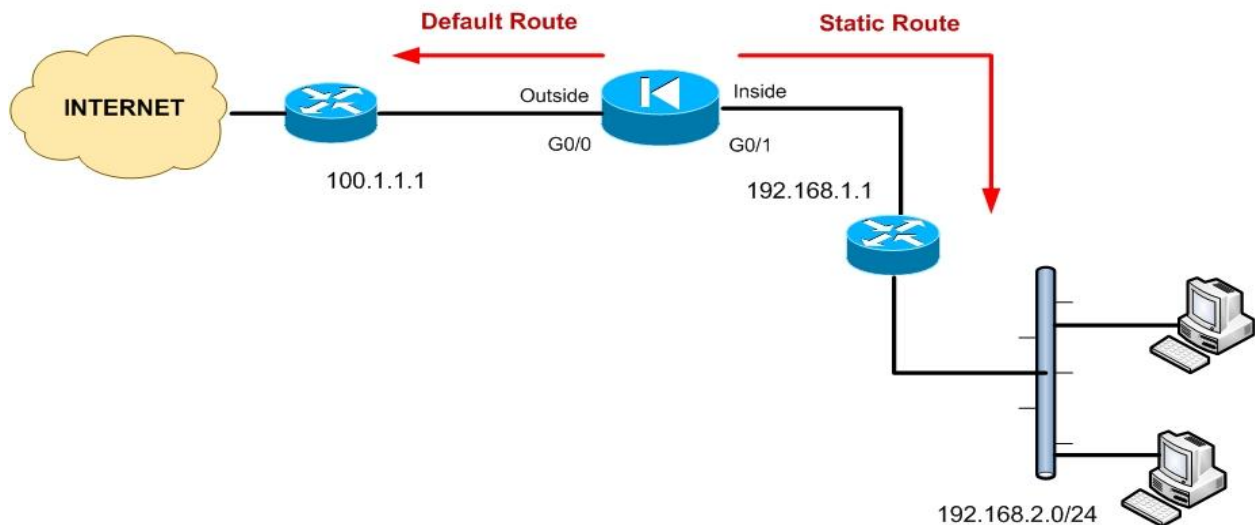 Default Route
Static Route
INTERNET
Outside
Inside
G0/0
G0/1
100.1.1.1
192.168.1.1
192.168.2.0/24